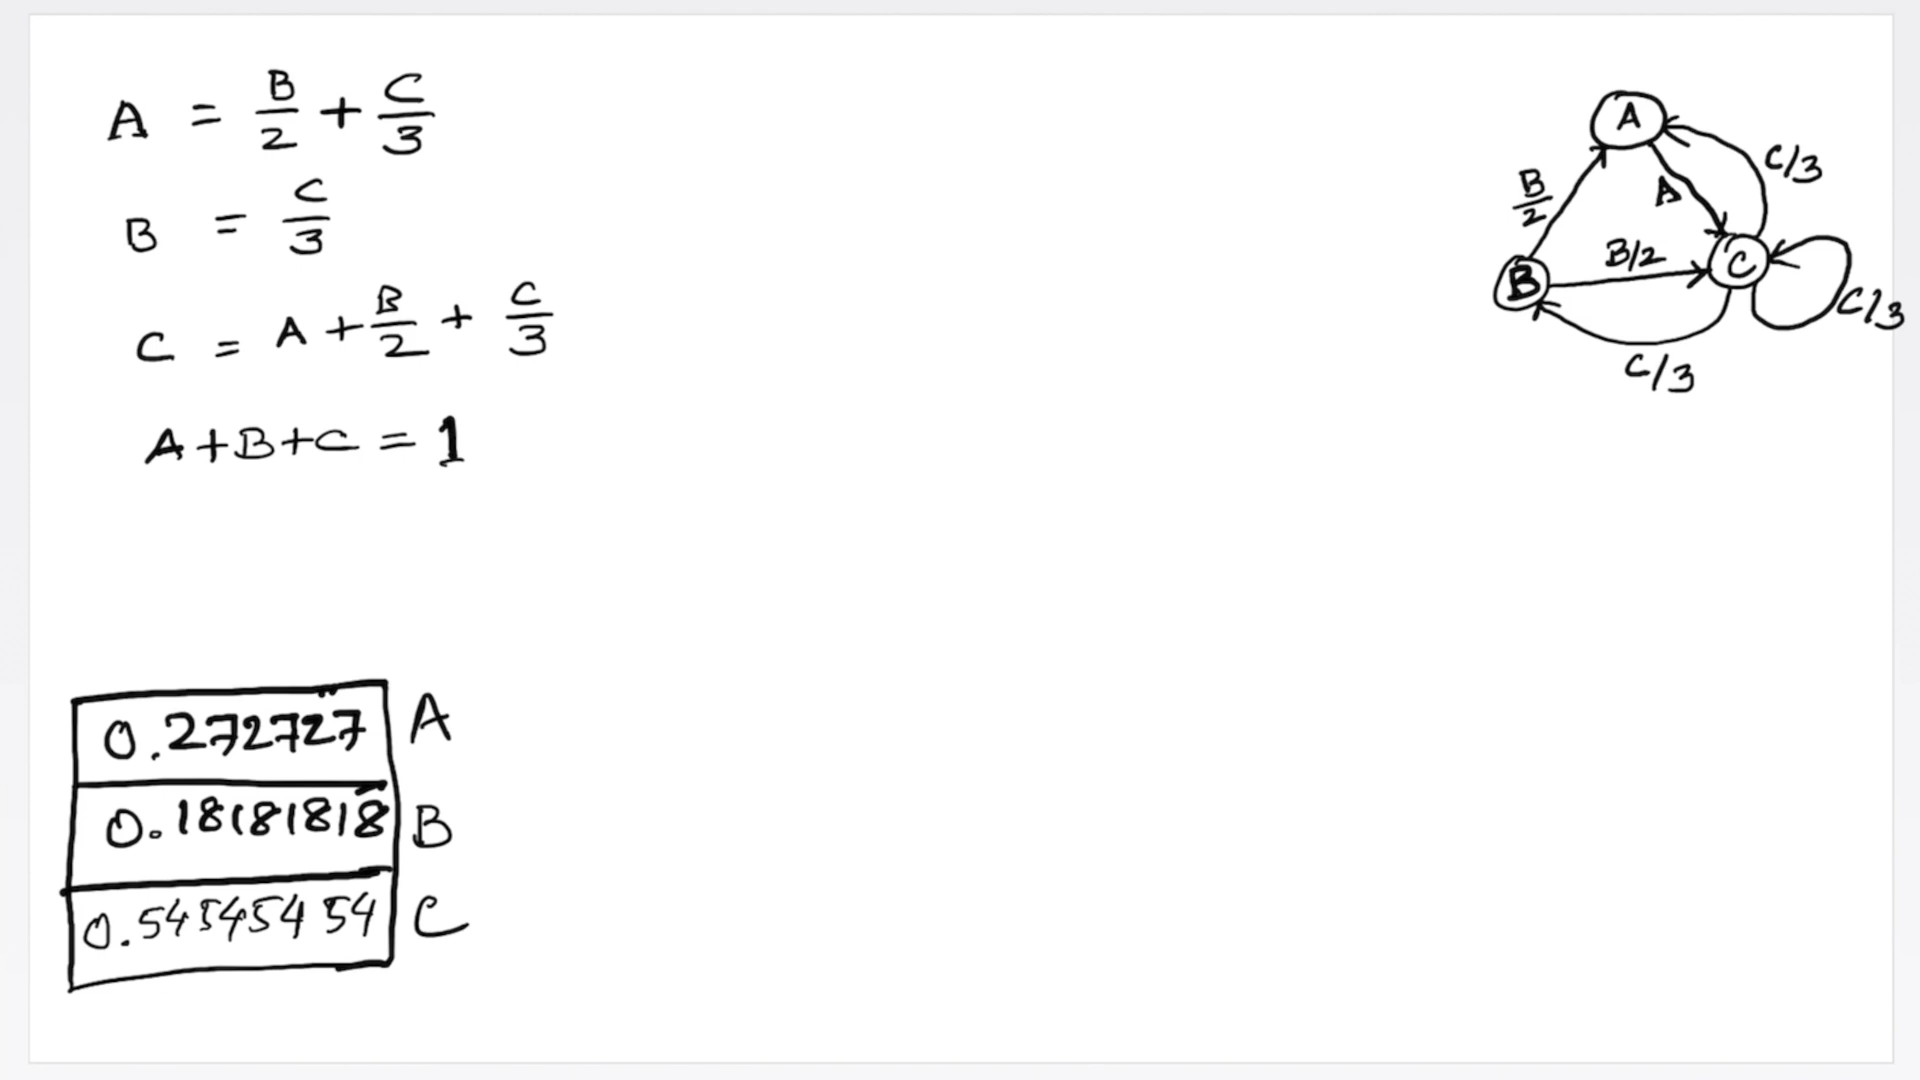 A = B/2 + C/3
B = C/3
C = A + B/2 + C/3
A+B+C = 1
A
C/3
B/2
A
B/2
C
B
C/3
C/3
0.272727 A
0.18181818 B
0.54545454 C